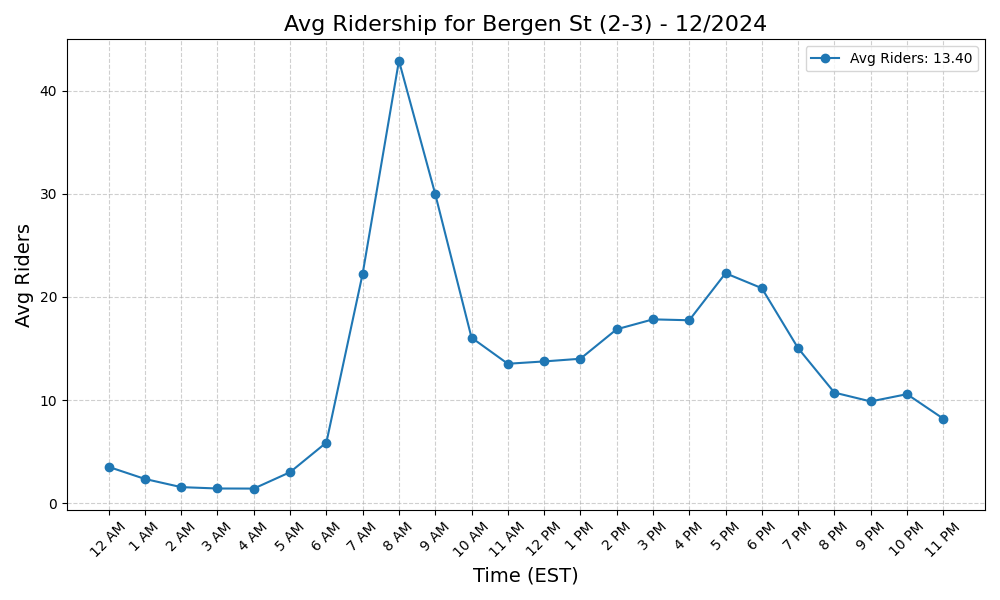 Avg Ridership for Bergen St (2-3) - 12/2024
Avg Riders: 13.40
Avg Riders
40
30
20
10
0
12 AM
1 AM
2 AM
3 AM
4 AM
5 AM
6 AM
7 AM
8 AM
9 AM
10 AM
11 AM
12 PM
1 PM
2 PM
3 PM
4 PM
5 PM
6 PM
7 PM
8 PM
9 PM
10 PM
11 PM
Time (EST)